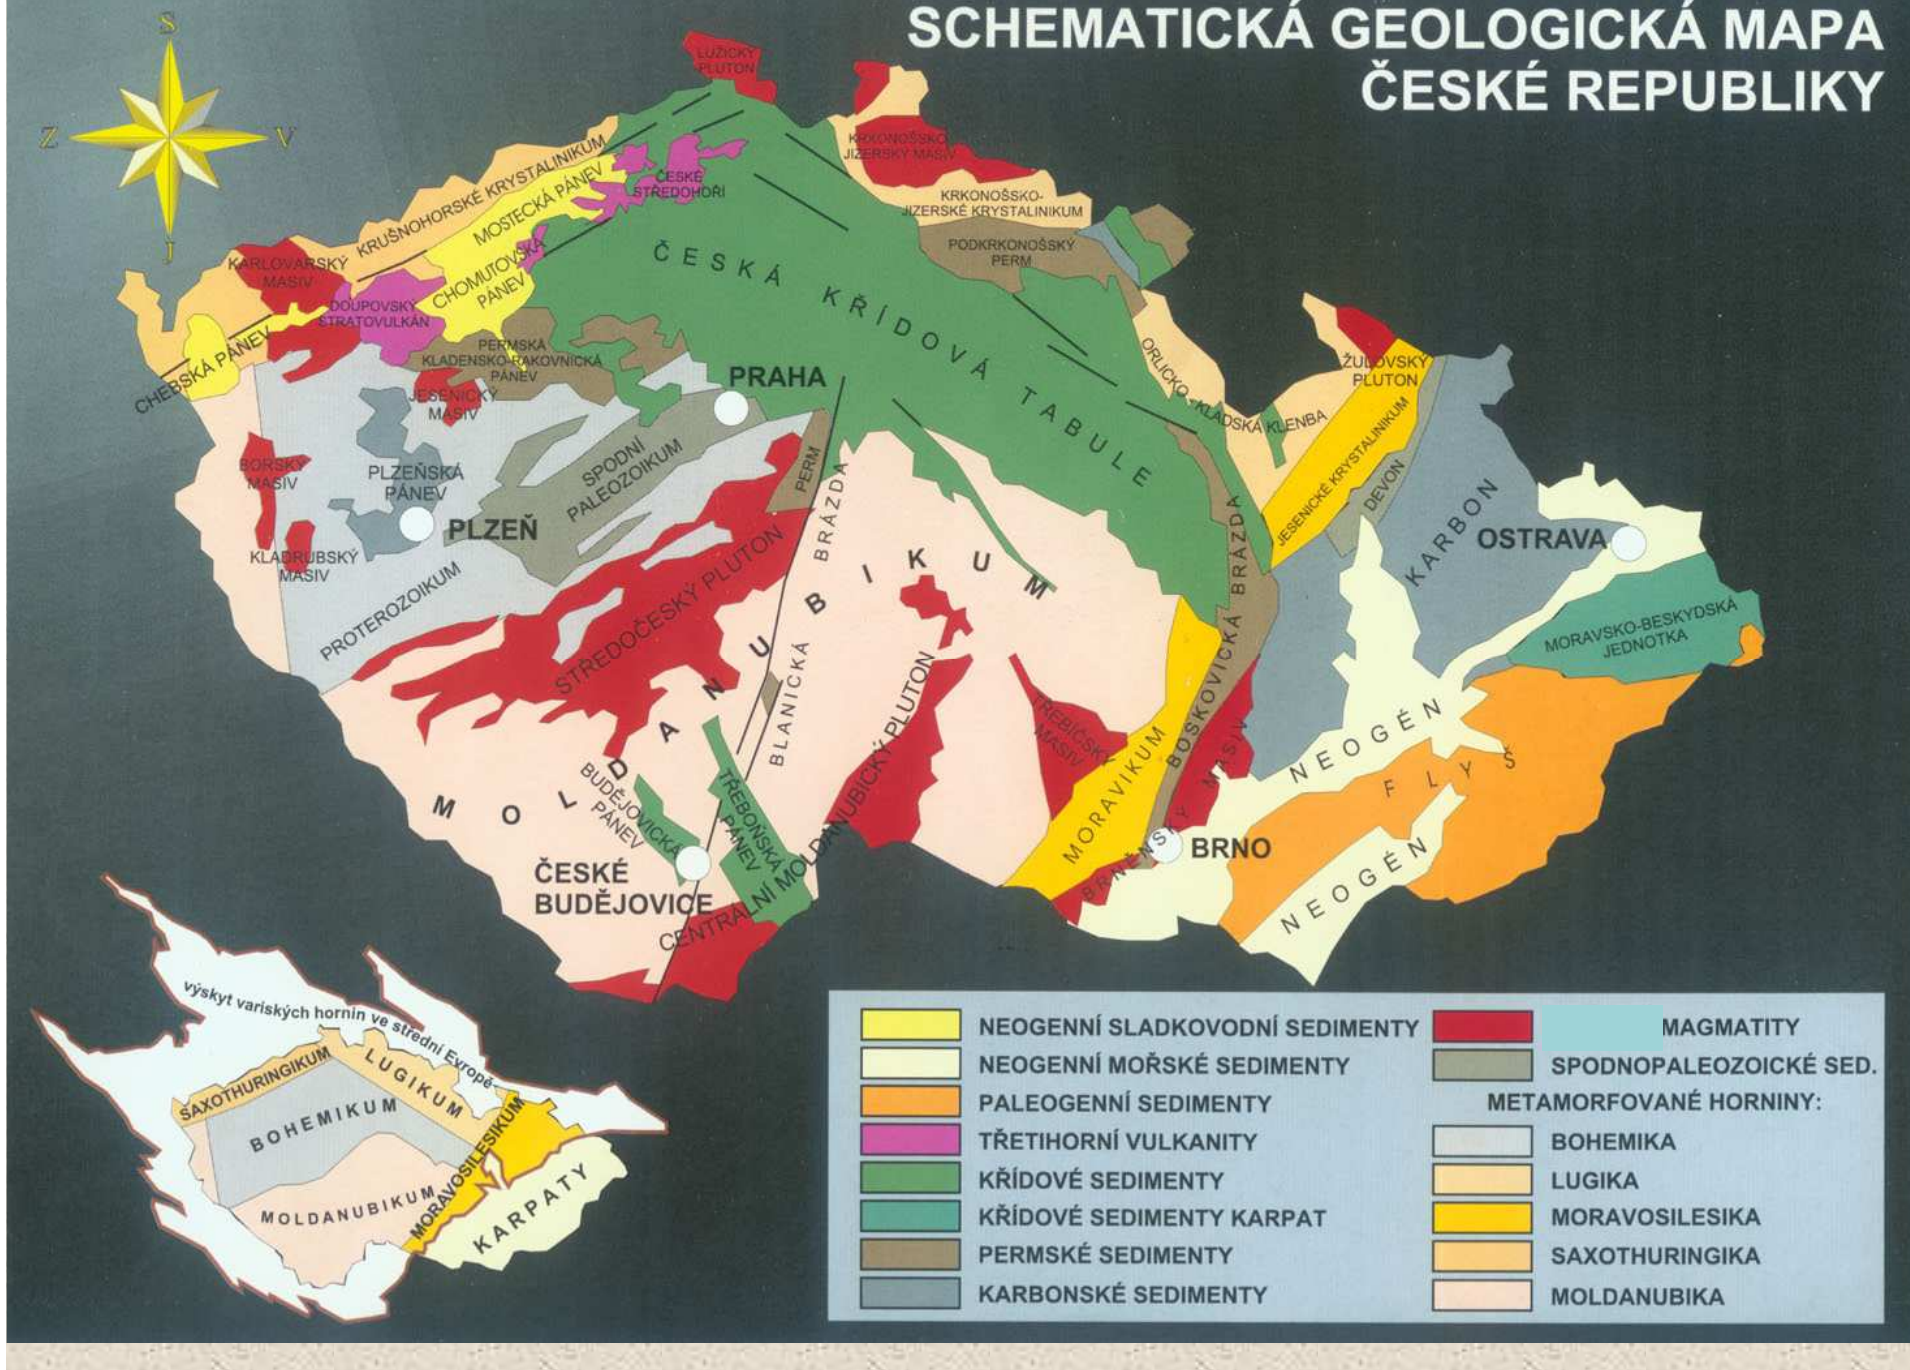 SCHEMATICKÁ GEOLOGICKÁ MAPA
ČESKÉ REPUBLIKY
S
Z
V
J
LUŽICKÝ
PLUTON
KRKONOŠSKO-
JIZERSKÝ MASIV
KRUŠNOHORSKÉ KRYSTALINIKUM
MOSTECKÁ PÁNEV
ČESKÉ
STŘEDOHOŘÍ
KRKONOŠSKO-
JIZERSKÉ KRYSTALINIKUM
PODKRKONOŠSKÝ
PERM
KARLOVARSKÝ
MASIV
CHOMUTOVSKÁ
PÁNEV
DOUPOVSKÝ
STRATOVULKÁN
ČESKÁ KŘÍDOVÁ TABULE
CHEBSKÁ PÁNEV
PERMSKÁ
KLADENSKO-RAKOVNICKÁ
PÁNEV
JESENICKÝ
MASIV
PRAHA
ORLICKO-KLADSKÁ KLENBA
ŽULOVSKÝ
PLUTON
JESENICKÉ KRYSTALINIKUM
DEVON
KARBON
OSTRAVA
BORSKÝ
MASIV
PLZEŇSKÁ
PÁNEV
SPODNÍ
PALEOZOIKUM
PERM
PLZEŇ
KLADRUBSKÝ
MASIV
PROTEROZOIKUM
STŘEDOČESKÝ PLUTON
BLANICKÁ BRÁZDA
MOLDANUBIKUM
BOSKOVICKÁ BRÁZDA
MORAVSKO-BESKYDSKÁ
JEDNOTKA
TŘEBÍČSKÝ
MASIV
MORAVIKUM
BRNĚNSKÝ MASIV
NEOGÉN
FLYŠ
NEOGÉN
BUDĚJOVICKÁ
PÁNEV
TŘEBOŇSKÁ
PÁNEV
CENTRÁLNÍ MOLDANUBICKÝ PLUTON
ČESKÉ
BUDĚJOVICE
BRNO
výskyt variských hornin ve střední Evropě
SAXOTHURINGIKUM
LUGIKUM
BOHEMIKUM
MOLDANUBIKUM
MORAVOSILESIKUM
KARPATY
NEOGENNÍ SLADKOVODNÍ SEDIMENTY
NEOGENNÍ MOŘSKÉ SEDIMENTY
PALEOGENNÍ SEDIMENTY
TŘETIHORNÍ VULKANITY
KŘÍDOVÉ SEDIMENTY
KŘÍDOVÉ SEDIMENTY KARPAT
PERMSKÉ SEDIMENTY
KARBONSKÉ SEDIMENTY
MAGMATITY
SPODNOPALEOZOICKÉ SED.
METAMORFOVANÉ HORNINY:
BOHEMIKA
LUGIKA
MORAVOSILESIKA
SAXOTHURINGIKA
MOLDANUBIKA